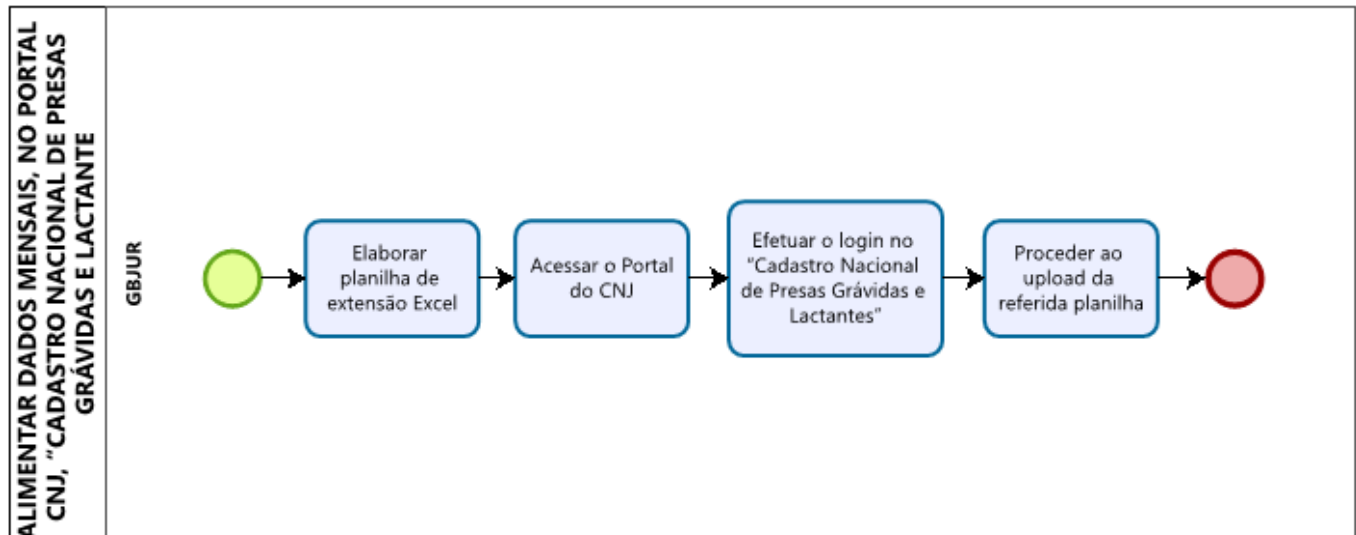 ALIMENTAR DADOS MENSAIS, NO PORTAL
CNJ, "CADASTRO NACIONAL DE PRESAS
GRÁVIDAS E LACTANTE
GBJUR
Elaborar
planilha de
extensão Excel
Acessar o Portal
do CNJ
Efetuar o login no
"Cadastro Nacional
de Presas Grávidas e
Lactantes"
Proceder ao
upload da
referida planilha